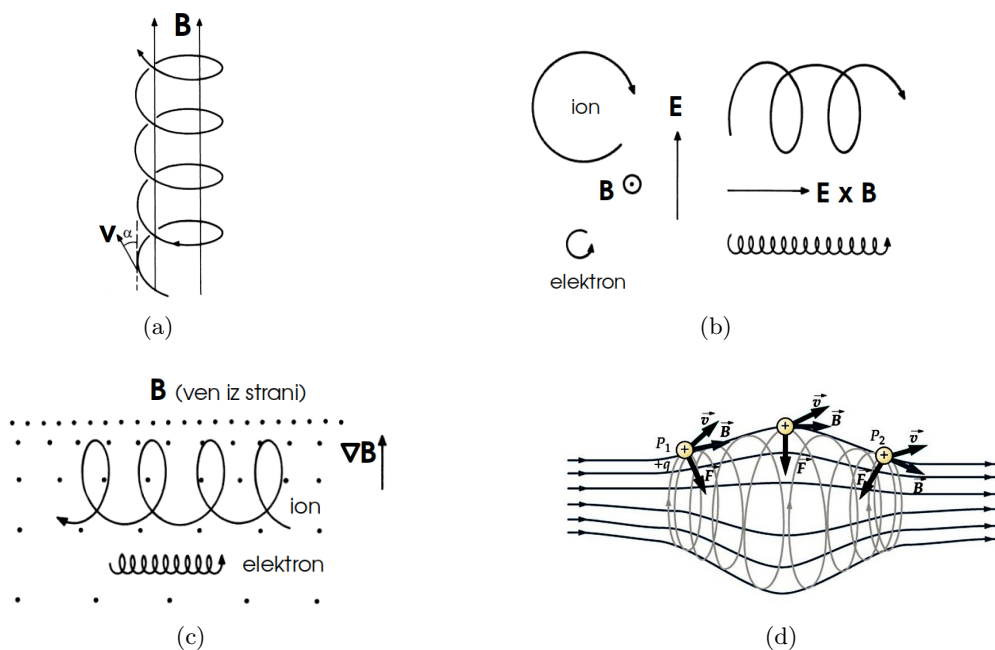 B
v α
(a)
ion
E
B
E x B
elektron
(b)
B (ven iz strani)
∇B
ion
elektron
(c)
P₁
+q
v⃗
B⃗
F⃗
v⃗
B⃗
F⃗
P₂
v⃗
B⃗
F⃗
(d)